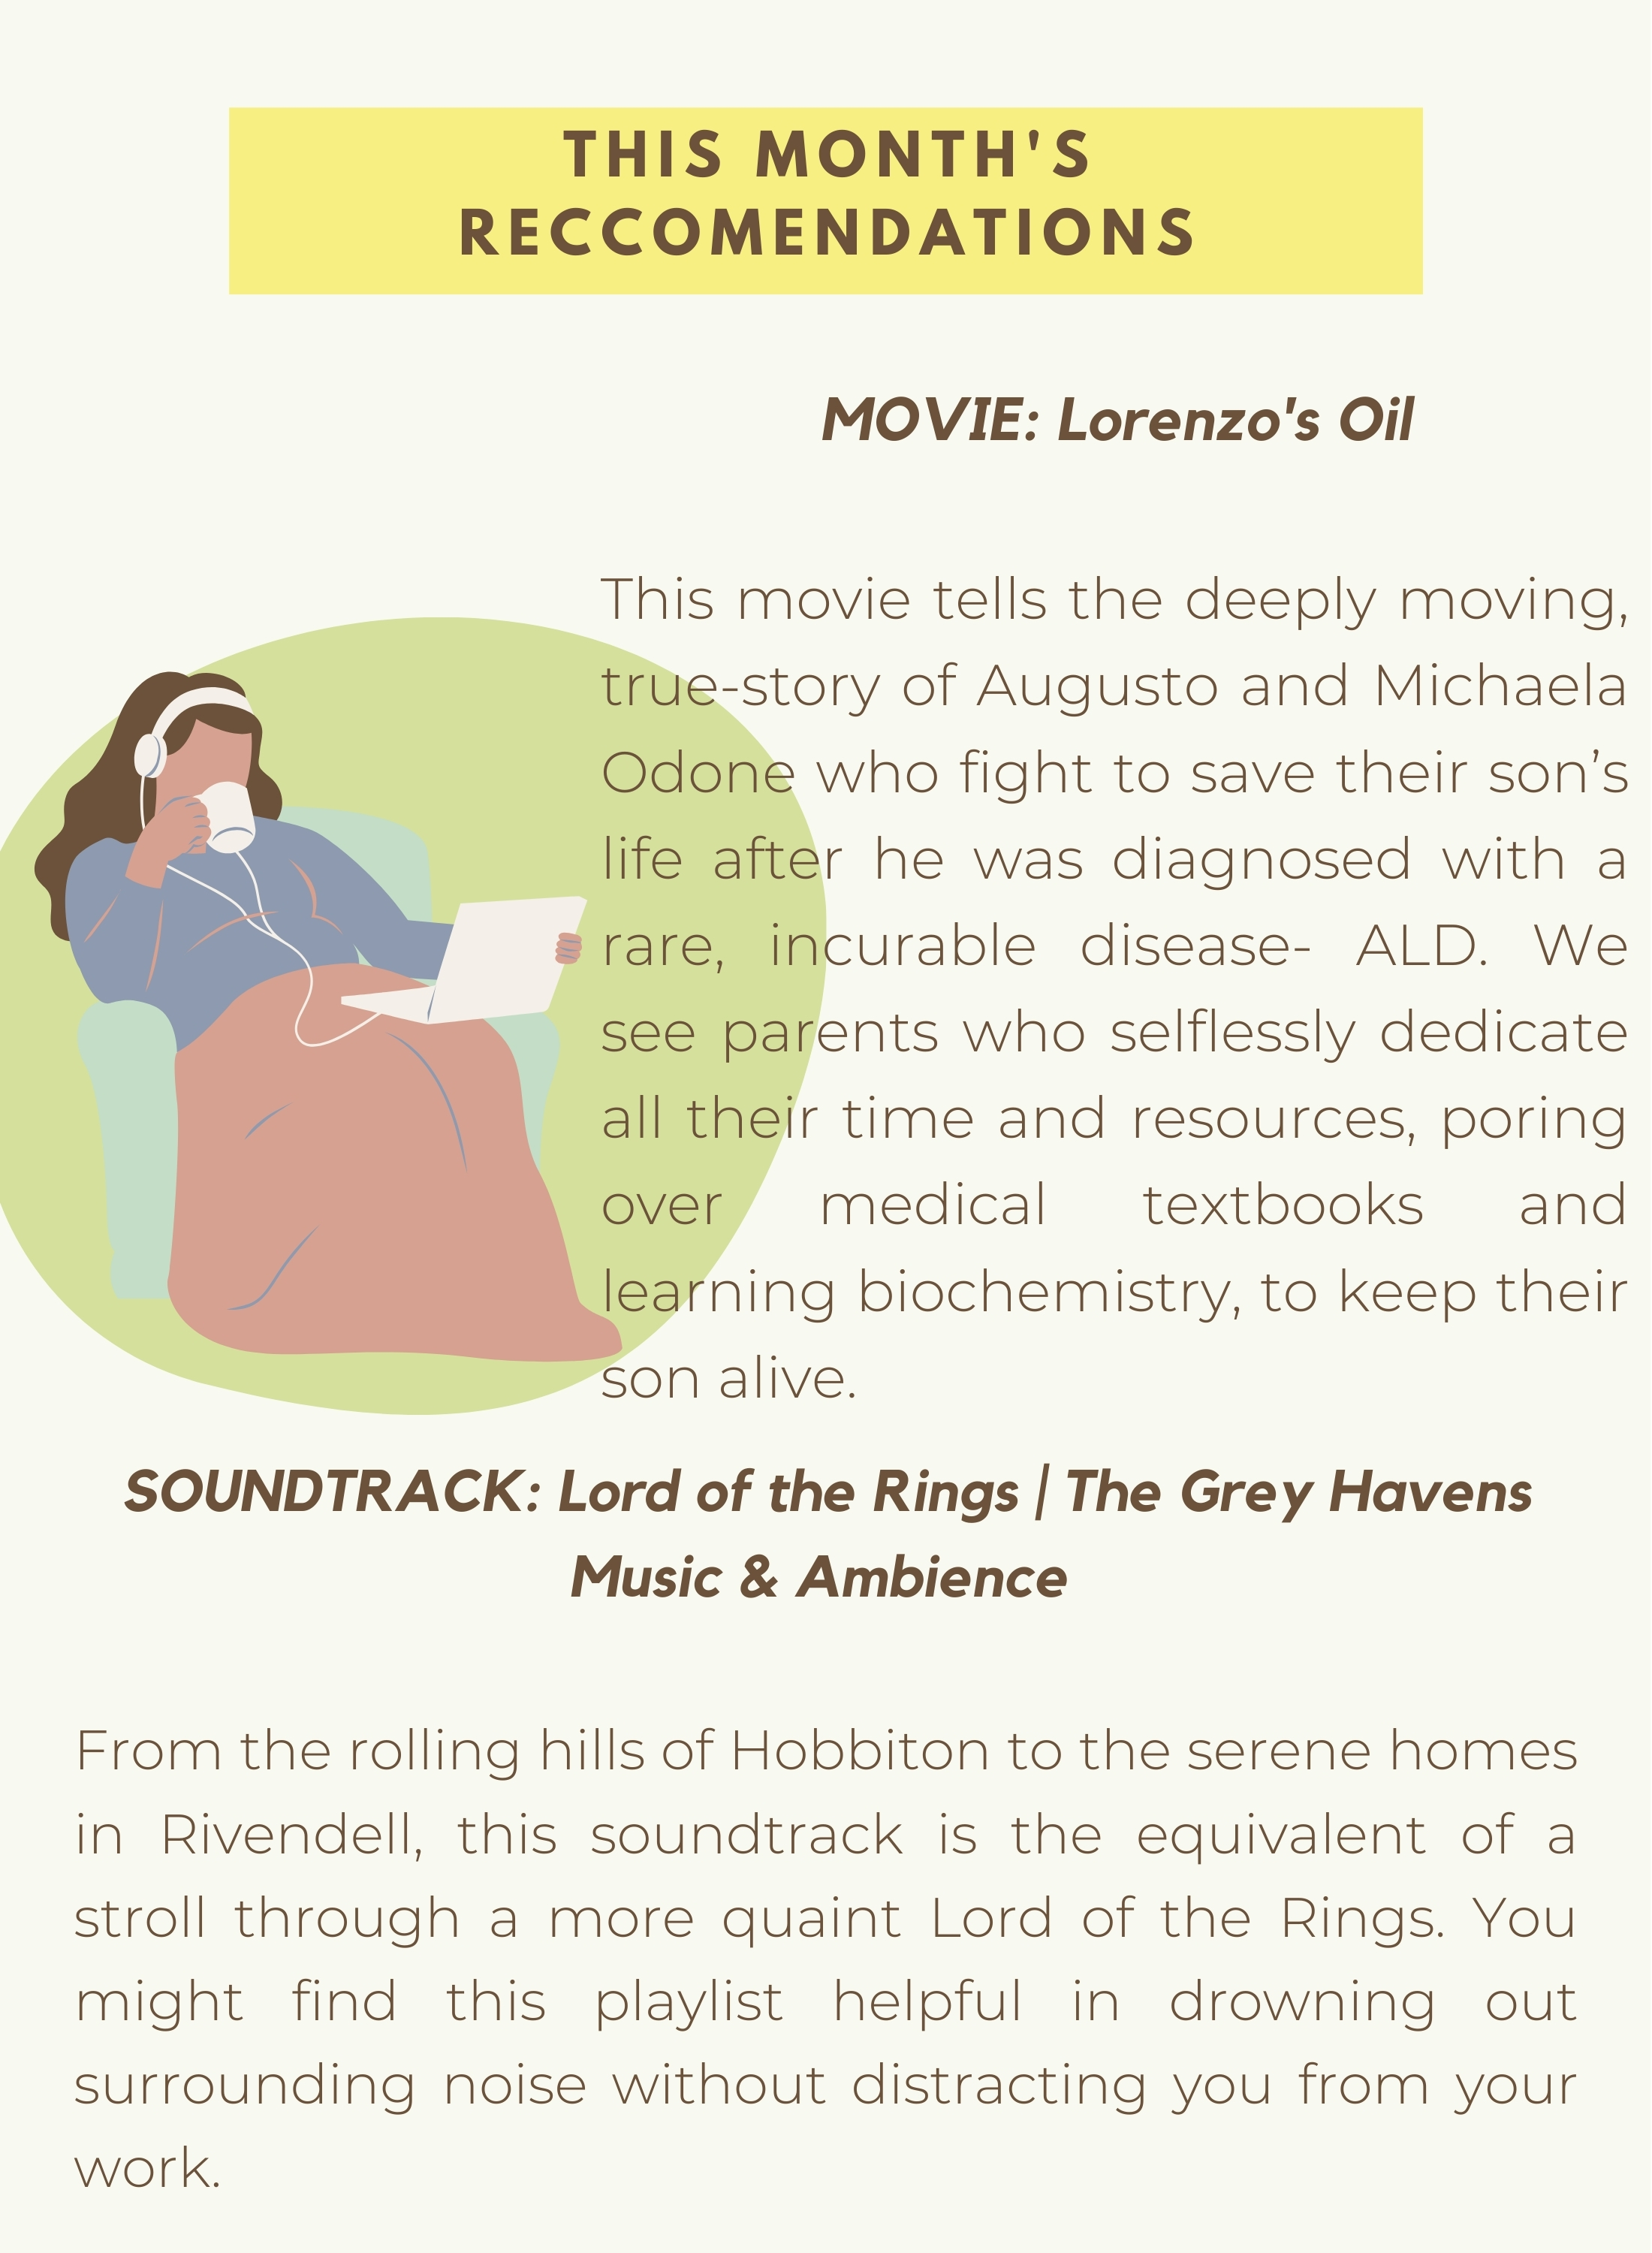 THIS MONTH'S
RECCOMENDATIONS
MOVIE: Lorenzo's Oil
This movie tells the deeply moving,
true-story of Augusto and Michaela
Odone who fight to save their son’s
life after he was diagnosed with a
rare, incurable disease- ALD. We
see parents who selflessly dedicate
all their time and resources, poring
over medical textbooks and
learning biochemistry, to keep their
son alive.
SOUNDTRACK: Lord of the Rings | The Grey Havens
Music & Ambience
From the rolling hills of Hobbiton to the serene homes
in Rivendell, this soundtrack is the equivalent of a
stroll through a more quaint Lord of the Rings. You
might find this playlist helpful in drowning out
surrounding noise without distracting you from your
work.